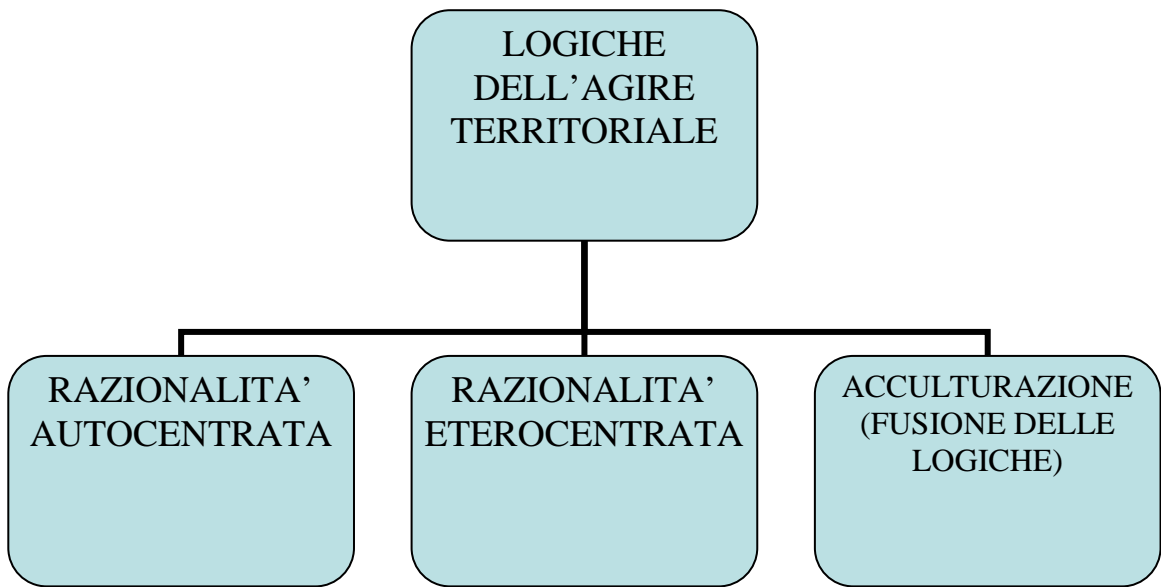 LOGICHE
DELL’AGIRE
TERRITORIALE
RAZIONALITA’
AUTOCENTRATA
RAZIONALITA’
ETEROCENTRATA
ACCULTURAZIONE
(FUSIONE DELLE
LOGICHE)